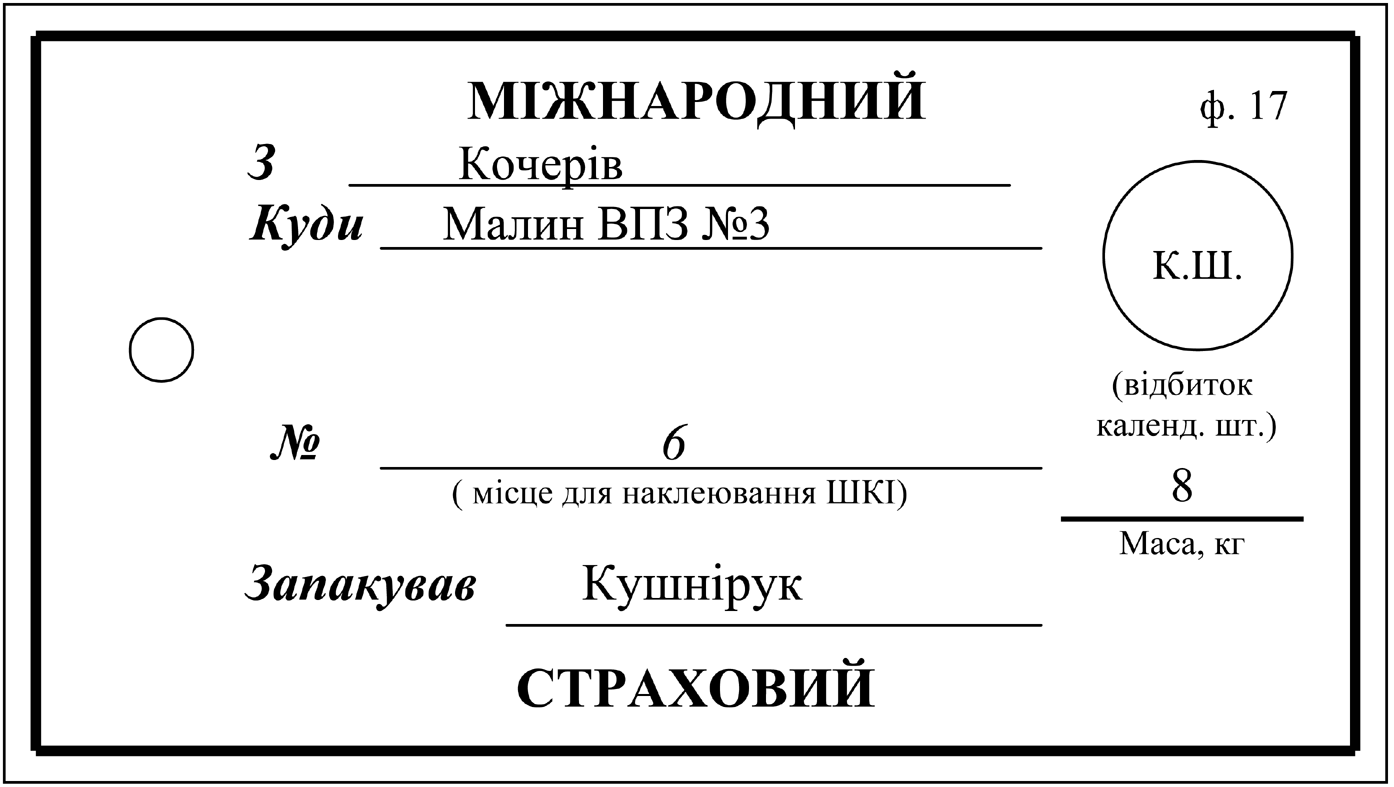 МІЖНАРОДНИЙ
ф. 17
З Кочерів
Куди Малин ВПЗ №3
К.Ш.
(відбиток
календ. шт.)
№ 6
( місце для наклеювання ШКІ)
8
Маса, кг
Запакував Кушнірук
СТРАХОВИЙ